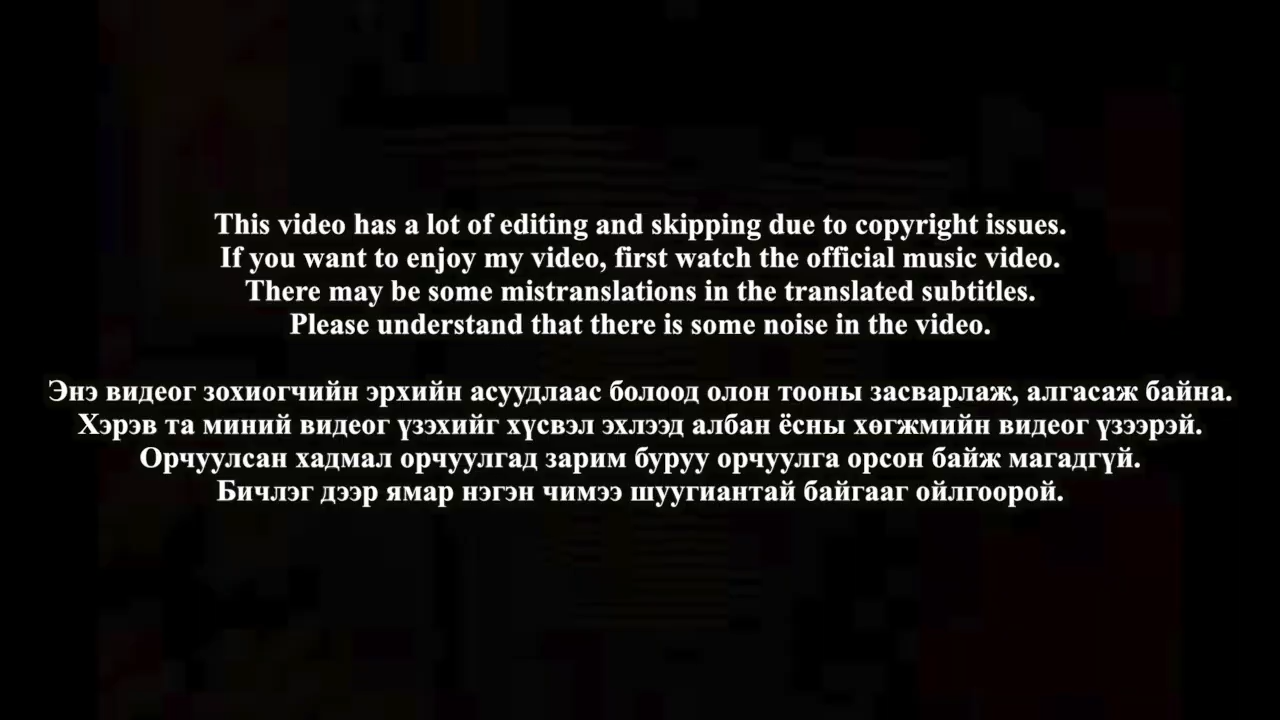 This video has a lot of editing and skipping due to copyright issues.
If you want to enjoy my video, first watch the official music video.
There may be some mistranslations in the translated subtitles.
Please understand that there is some noise in the video.
Энэ видеог зохиогчийн эрхийн асуудлаас болоод олон тооны засварлаж, алгасаж байна.
Хэрэв та миний видеог үзэхийг хүсвэл эхлээд албан ёсны хөгжмийн видеог үзээрэй.
Орчуулсан хадмал орчуулгад зарим буруу орчуулга орсон байж магадгүй.
Бичлэг дээр ямар нэгэн чимээ шуугиантай байгааг ойлгоорой.